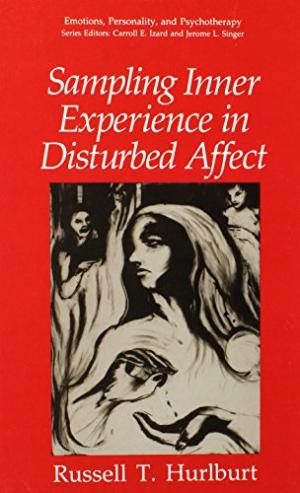 Emotions, Personality, and Psychotherapy
Series Editors: Carroll E. Izard and Jerome L. Singer
Sampling Inner
Experience in
Disturbed Affect
Russell T. Hurlburt